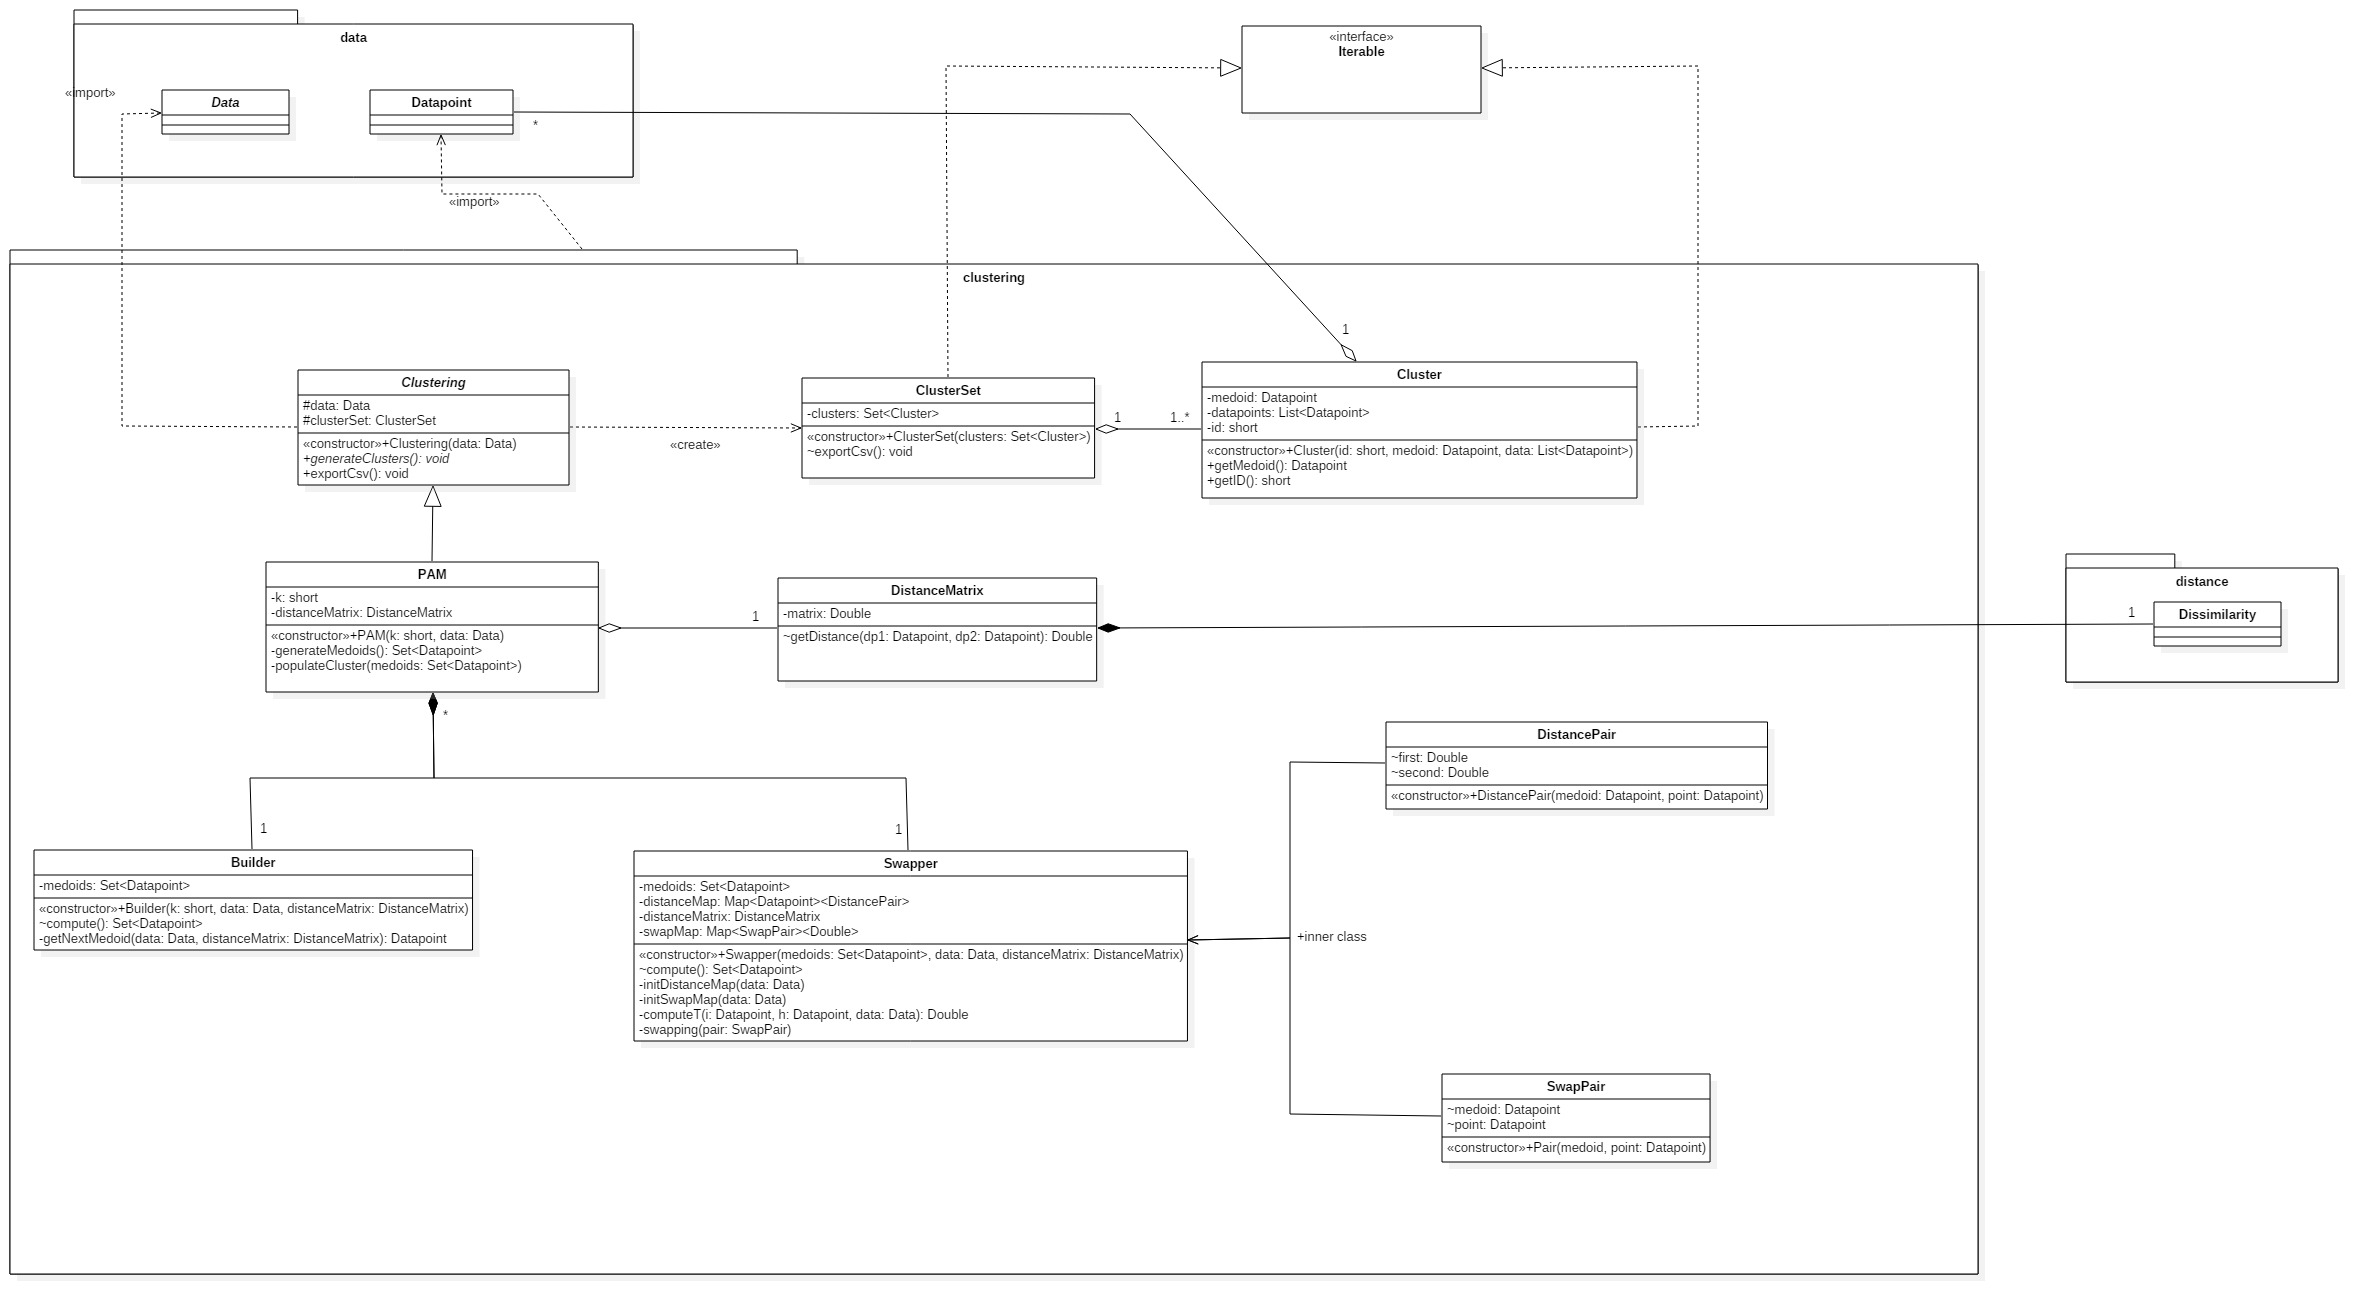 data
«import»
Data
Datapoint
*
«interface»
Iterable
«import»
clustering
1
Clustering
#data: Data
#clusterSet: ClusterSet
«constructor»+Clustering(data: Data)
+generateClusters(): void
+exportCsv(): void
«create»
ClusterSet
-clusters: Set<Cluster>
«constructor»+ClusterSet(clusters: Set<Cluster>)
~exportCsv(): void
1
1..*
Cluster
-medoid: Datapoint
-datapoints: List<Datapoint>
-id: short
«constructor»+Cluster(id: short, medoid: Datapoint, data: List<Datapoint>)
+getMedoid(): Datapoint
+getID(): short
PAM
-k: short
-distanceMatrix: DistanceMatrix
«constructor»+PAM(k: short, data: Data)
-generateMedoids(): Set<Datapoint>
-populateCluster(medoids: Set<Datapoint>)
1
DistanceMatrix
-matrix: Double
~getDistance(dp1: Datapoint, dp2: Datapoint): Double
distance
1
Dissimilarity
*
1
1
Builder
-medoids: Set<Datapoint>
«constructor»+Builder(k: short, data: Data, distanceMatrix: DistanceMatrix)
~compute(): Set<Datapoint>
-getNextMedoid(data: Data, distanceMatrix: DistanceMatrix): Datapoint
Swapper
-medoids: Set<Datapoint>
-distanceMap: Map<Datapoint><DistancePair>
-distanceMatrix: DistanceMatrix
-swapMap: Map<SwapPair><Double>
«constructor»+Swapper(medoids: Set<Datapoint>, data: Data, distanceMatrix: DistanceMatrix)
~compute(): Set<Datapoint>
-initDistanceMap(data: Data)
-initSwapMap(data: Data)
-computeT(i: Datapoint, h: Datapoint, data: Data): Double
-swapping(pair: SwapPair)
DistancePair
~first: Double
~second: Double
«constructor»+DistancePair(medoid: Datapoint, point: Datapoint)
+inner class
SwapPair
~medoid: Datapoint
~point: Datapoint
«constructor»+Pair(medoid, point: Datapoint)